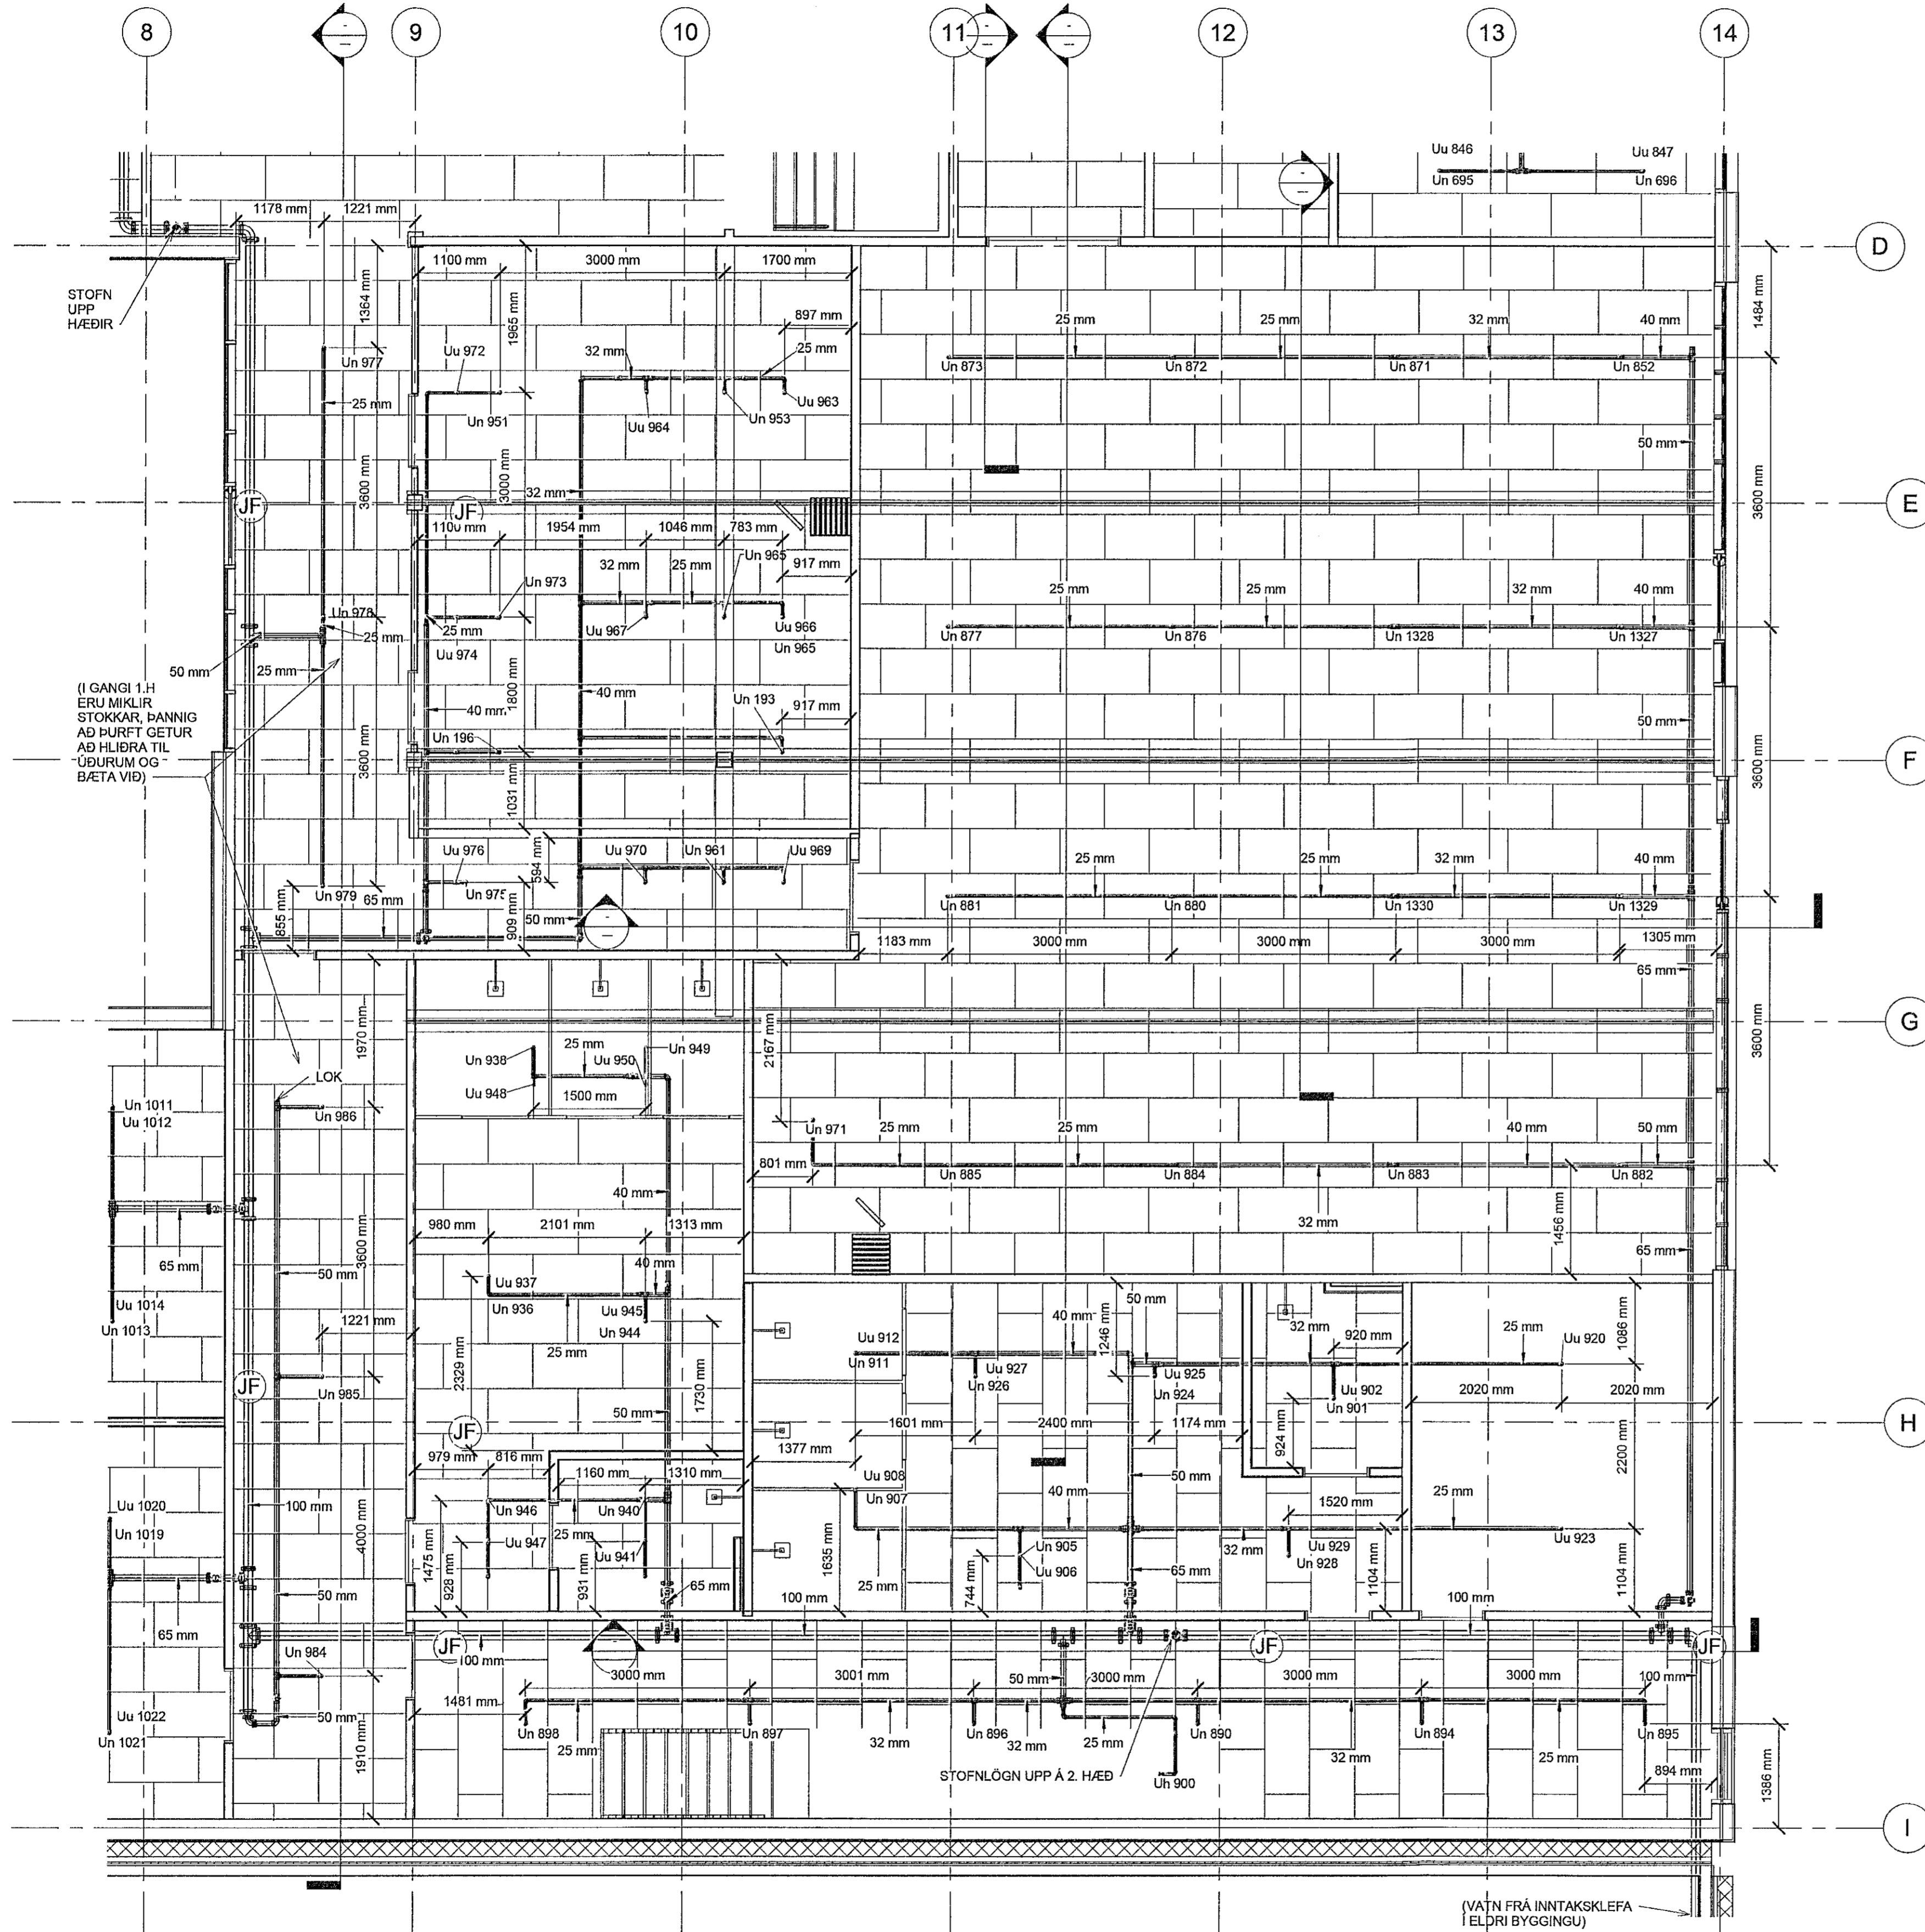 8 9 10 11 12 13 14
Uu 846 Uu 847
Un 695 Un 696
1178 mm 1221 mm
D
1100 mm 3000 mm 1700 mm
STOFN
UPP
HÆÐIR
1364 mm
1965 mm
1484 mm
897 mm
25 mm 25 mm 32 mm 40 mm
Un 977
Uu 972 32 mm 25 mm
Un 873 Un 872 Un 871 Un 852
25 mm
Un 951 Uu 964 Un 953 Uu 963
50 mm
3600 mm
3000 mm
32 mm
3600 mm
JF JF
E
1100 mm 1954 mm 1046 mm 783 mm
Un 965
32 mm 25 mm 917 mm
Un 973
25 mm 25 mm 32 mm 40 mm
Un 978
25 mm 25 mm Uu 967 Uu 966
Uu 974 Un 965
Un 877 Un 876 Un 1328 Un 1327
50 mm 25 mm
(I GANGI 1.H
ERU MIKLIR
STOKKAR, ÞANNIG
AÐ ÞURFT GETUR
AÐ HLIÐRA TIL
ÚÐURUM OG
BÆTA VIÐ)
1800 mm
40 mm 40 mm
Un 193 917 mm
50 mm
Un 196
3600 mm
3600 mm
F
1031 mm
Uu 976 Uu 970 Un 961 Uu 969
594 mm
25 mm 25 mm 32 mm 40 mm
Un 979 65 mm Un 975
855 mm 909 mm 50 mm
Un 881 Un 880 Un 1330 Un 1329
1183 mm 3000 mm 3000 mm 3000 mm 1305 mm
65 mm
1970 mm
2167 mm
3600 mm
G
Un 938 25 mm Uu 950 Un 949
Uu 948 1500 mm
LOK
Un 986
Un 1011
Uu 1012
Un 971 25 mm 25 mm 40 mm 50 mm
801 mm
Un 885 Un 884 Un 883 Un 882
32 mm
40 mm
980 mm 2101 mm 1313 mm
1456 mm
3600 mm
65 mm
65 mm
50 mm
40 mm
Uu 937
Un 936 Uu 945
Un 944
25 mm
Uu 1014
Un 1013
1221 mm
2329 mm
1730 mm
50 mm
40 mm
1246 mm
32 mm 920 mm
25 mm Uu 920
1086 mm
Uu 912
Un 911
Uu 927
Un 926
Uu 925
Un 924
Uu 902
Un 901
2020 mm 2020 mm
JF
Un 985
50 mm
1601 mm 2400 mm 1174 mm
924 mm
2200 mm
H
JF
979 mm 816 mm
1377 mm
1160 mm 1310 mm
Uu 908
Un 907
50 mm
40 mm
1520 mm
25 mm
Uu 1020
Un 1019
100 mm
4000 mm
Un 946 Un 940
25 mm
Uu 947 Uu 941
1475 mm 928 mm 931 mm
65 mm
1635 mm
25 mm
744 mm
Un 905
Uu 906
32 mm
Uu 929
Un 928
Uu 923
65 mm
1104 mm
1104 mm
50 mm
100 mm
100 mm
65 mm
JF 100 mm JF JF
Un 984
3000 mm 3001 mm 50 mm 3000 mm 3000 mm 3000 mm 100 mm
1481 mm
Uu 1022
Un 1021
50 mm
1910 mm
Un 898 Un 897 Un 896 Un 890 Un 894 Un 895
25 mm 32 mm 32 mm 25 mm 32 mm 25 mm
STOFNLÖGN UPP Á 2. HÆÐ
Uh 900
894 mm
1386 mm
I
(VATN FRÁ INNTAKSKLEFA
Í ELDRI BYGGINGU)